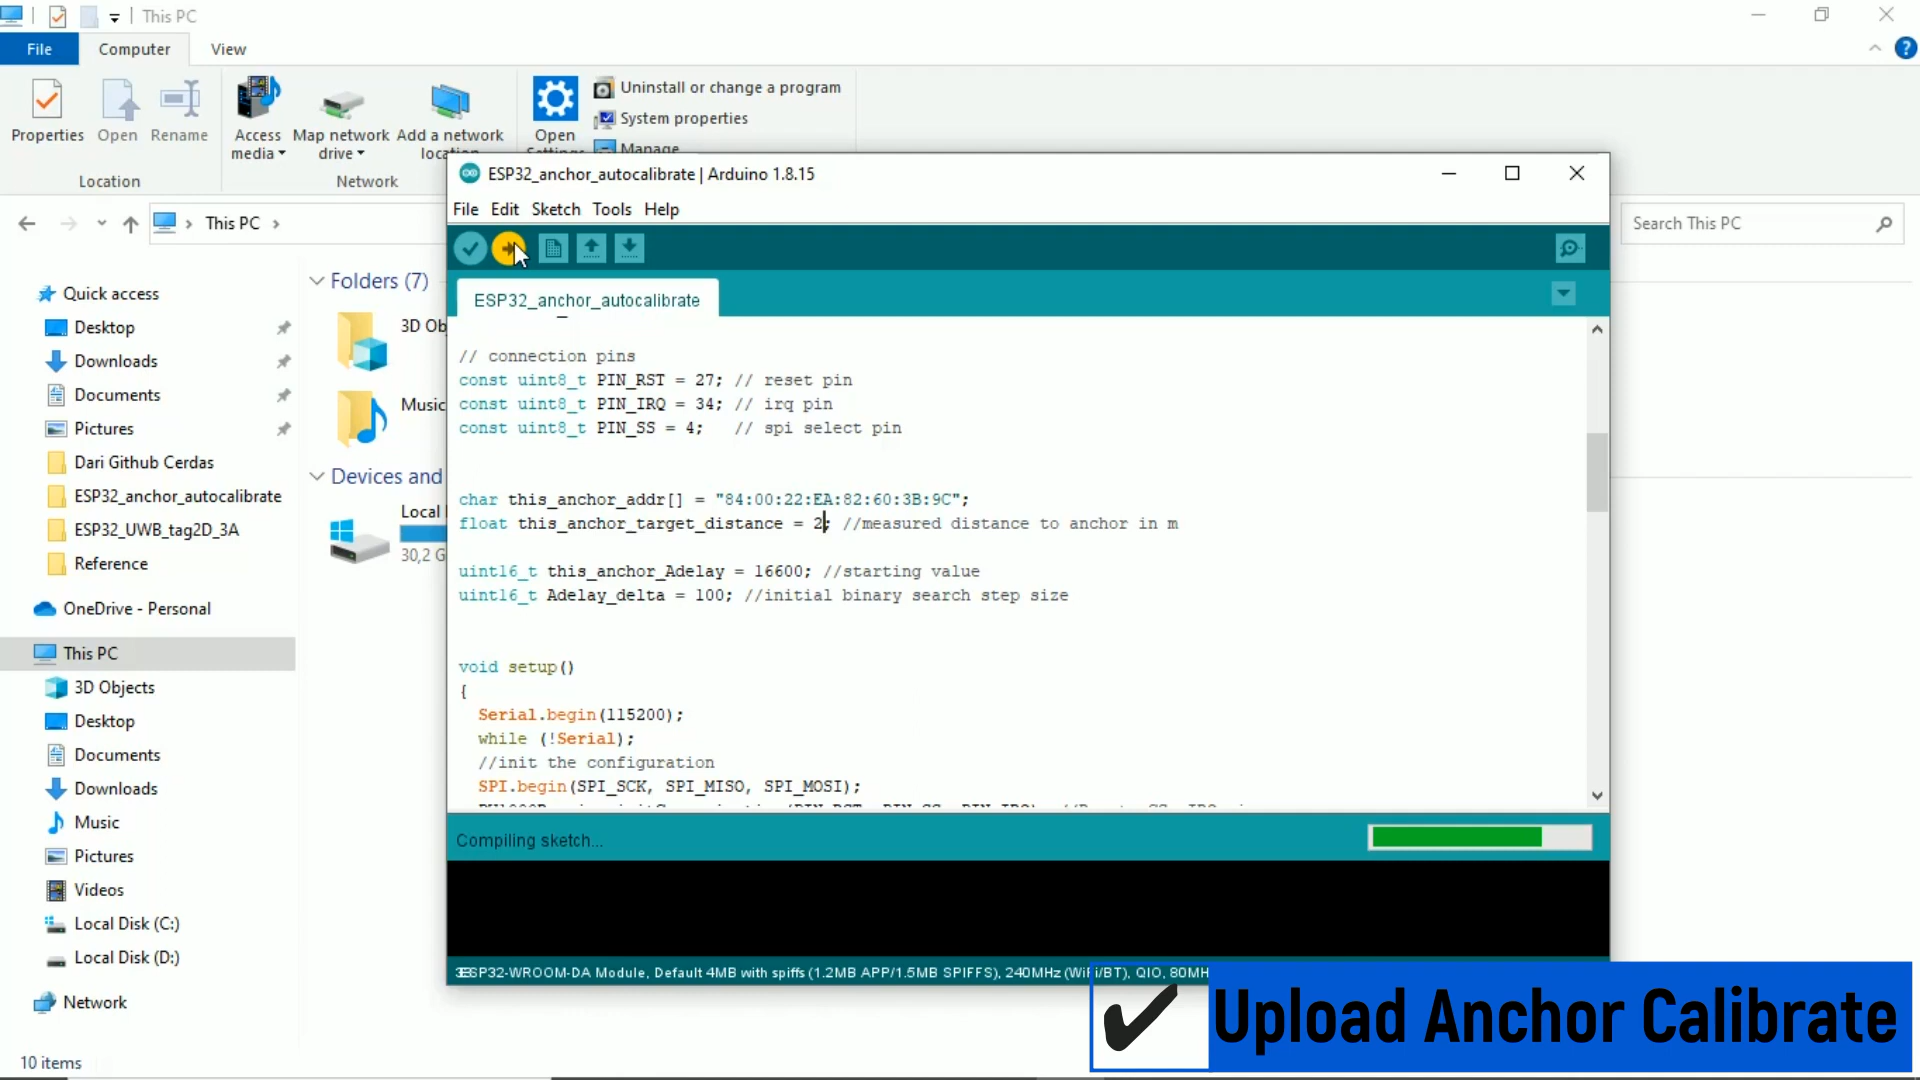 This PC
File
Computer
View
Properties
Open
Rename
Access media
Map network drive
Add a network
Open
Uninstall or change a program
System properties
Manage
Location
Network
This PC
Search This PC
Quick access
Desktop
Downloads
Documents
Pictures
Dari Github Cerdas
ESP32_anchor_autocalibrate
ESP32_UWB_tag2D_3A
Reference
OneDrive - Personal
This PC
3D Objects
Desktop
Documents
Downloads
Music
Pictures
Videos
Local Disk (C:)
Local Disk (D:)
Network
10 items
Folders (7)
3D Ob
Music
Devices and
Local
30,2 G
ESP32_anchor_autocalibrate | Arduino 1.8.15
File Edit Sketch Tools Help
ESP32_anchor_autocalibrate
// connection pins
const uint8_t PIN_RST = 27; // reset pin
const uint8_t PIN_IRQ = 34; // irq pin
const uint8_t PIN_SS = 4; // spi select pin
char this_anchor_addr[] = "84:00:22:EA:82:60:3B:9C";
float this_anchor_target_distance = 2; //measured distance to anchor in m
uint16_t this_anchor_Adelay = 16600; //starting value
uint16_t Adelay_delta = 100; //initial binary search step size
void setup()
{
Serial.begin(115200);
while (!Serial);
//init the configuration
SPI.begin(SPI_SCK, SPI_MISO, SPI_MOSI);
Compiling sketch...
ESP32-WROOM-DA Module, Default 4MB with spiffs (1.2MB APP/1.5MB SPIFFS), 240MHz (WiFi/BT), QIO, 80MH
Upload Anchor Calibrate